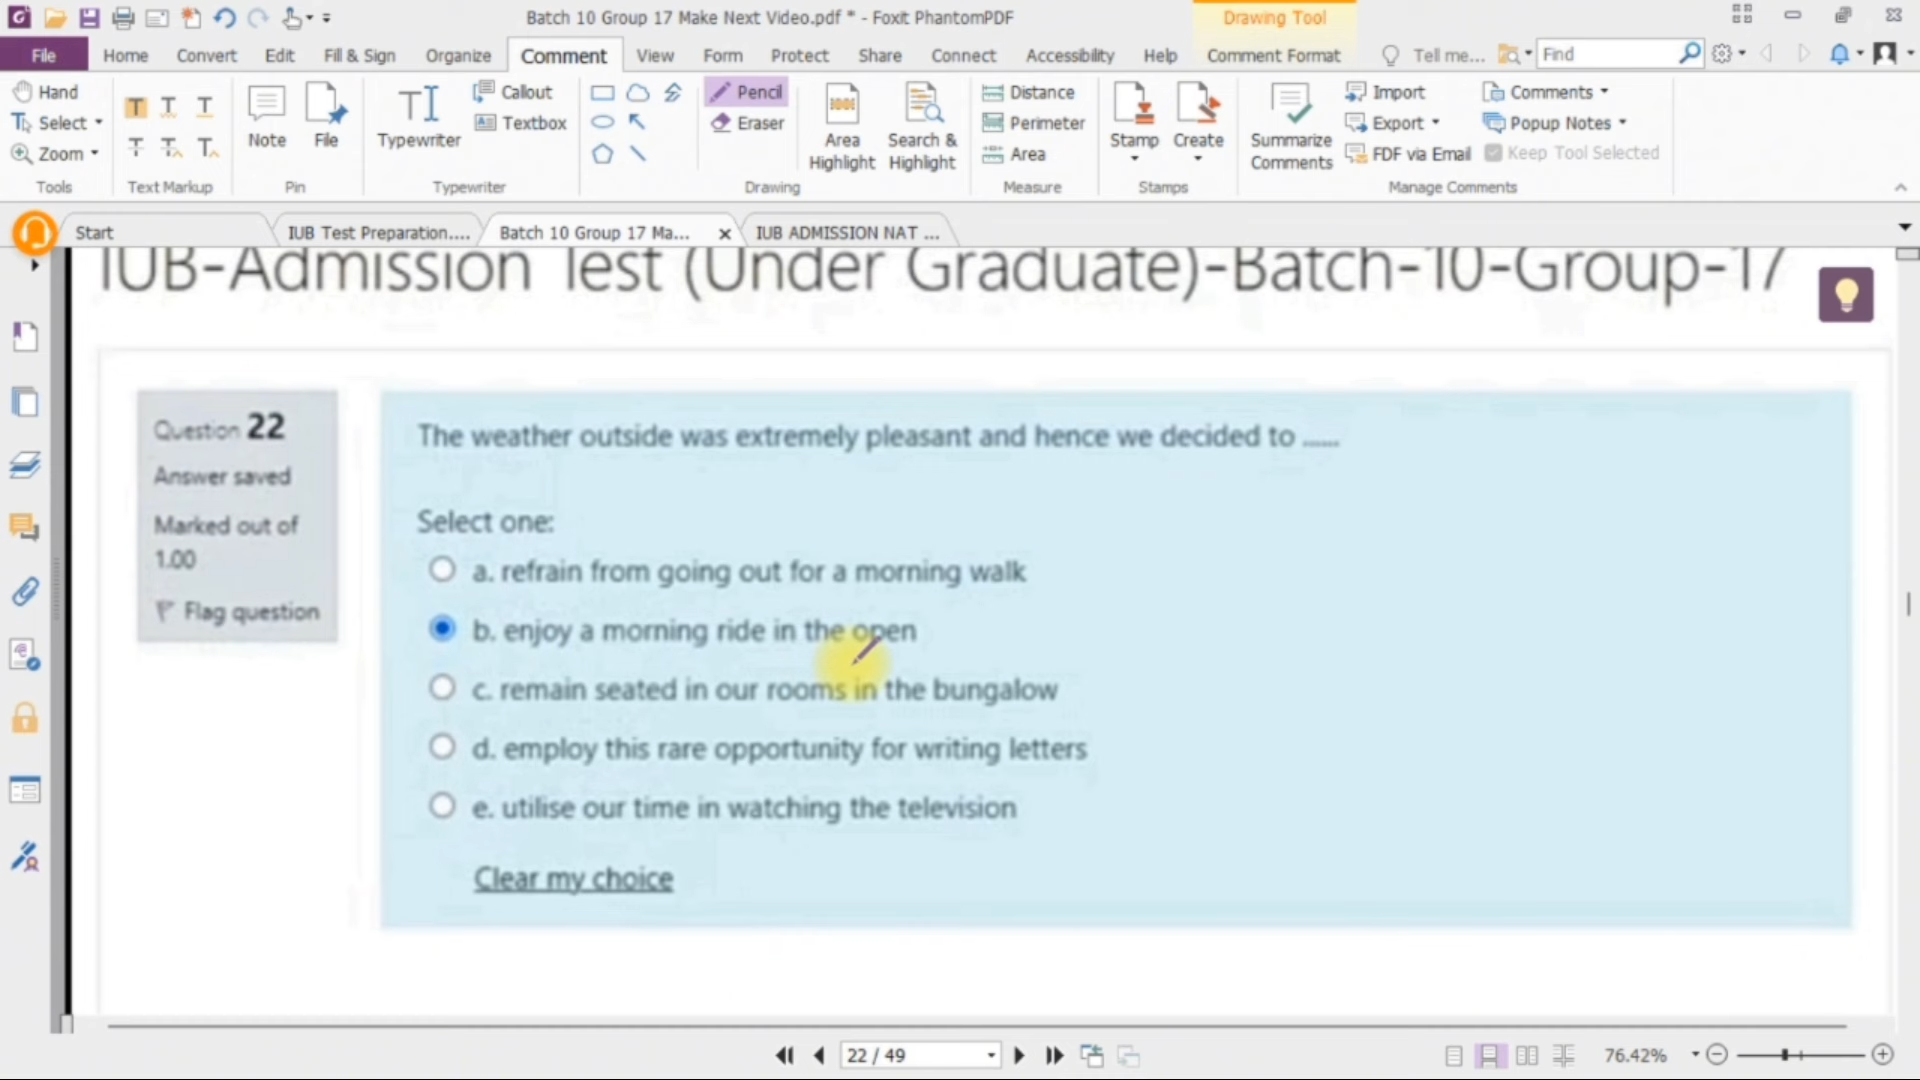 Batch 10 Group 17 Make Next Video.pdf * - Foxit PhantomPDF
Drawing Tool
File Home Convert Edit Fill & Sign Organize Comment View Form Protect Share Connect Accessibility Help Comment Format Tell me... Find
Hand
Select
Zoom
Tools
T T T
T T T
Text Markup
Note
File
Pin
Typewriter
Callout
Textbox
Typewriter
Pencil
Eraser
Area
Highlight
Search &
Highlight
Drawing
Distance
Perimeter
Area
Measure
Stamp
Create
Stamps
Summarize
Comments
Import
Export
FDF via Email
Comments
Popup Notes
Keep Tool Selected
Manage Comments
Start
IUB Test Preparation....
Batch 10 Group 17 Ma...
IUB ADMISSION NAT ...
IUB-Admission Test (Under Graduate)-Batch-10-Group-17
Question 22
Answer saved
Marked out of
1.00
Flag question
The weather outside was extremely pleasant and hence we decided to ......
Select one:
a. refrain from going out for a morning walk
b. enjoy a morning ride in the open
c. remain seated in our rooms in the bungalow
d. employ this rare opportunity for writing letters
e. utilise our time in watching the television
Clear my choice
22 / 49
76.42%